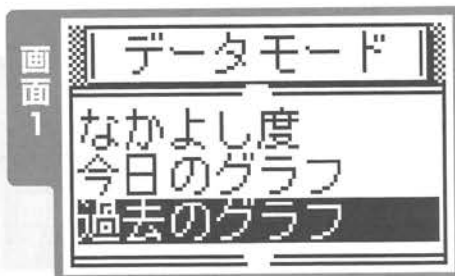 画面1
データモード
なかよし度
今日のグラフ
過去のグラフ